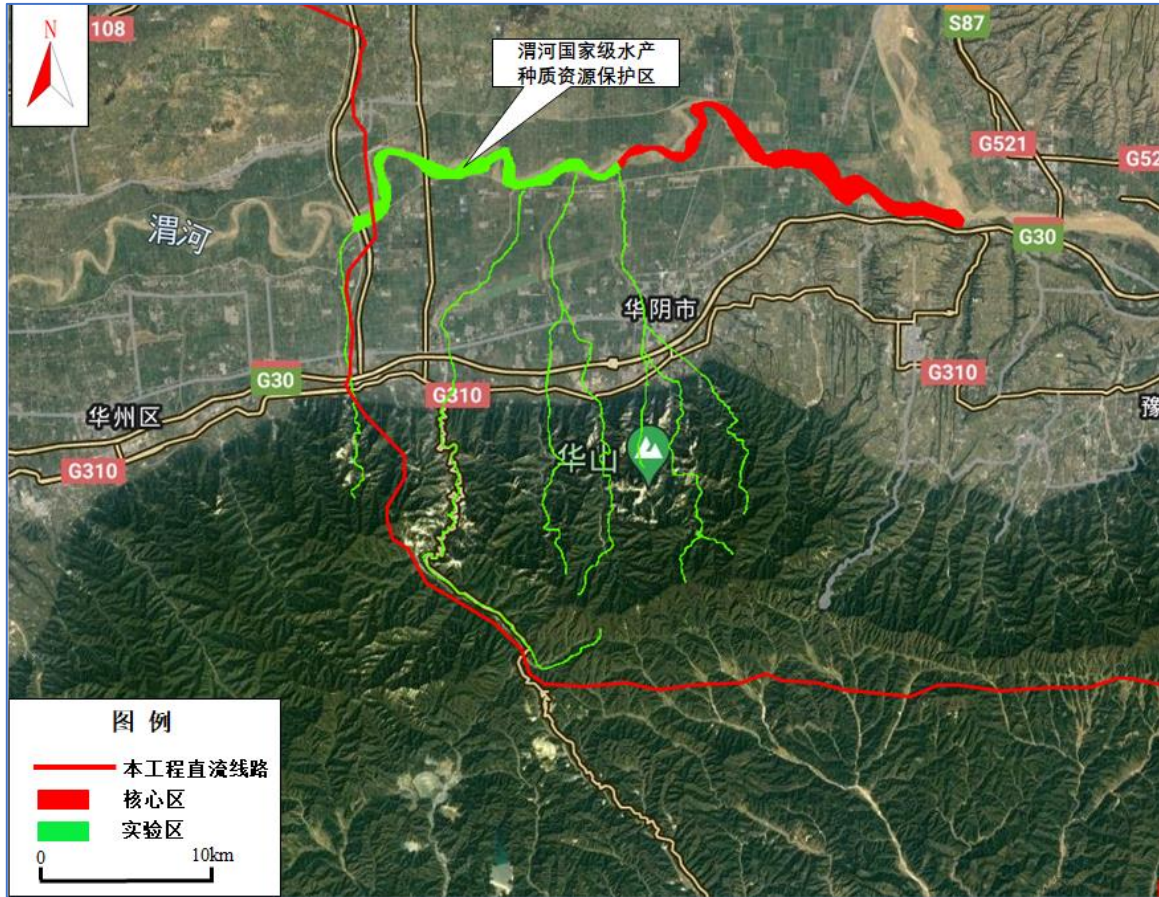 N
108
S87
渭河国家级水产
种质资源保护区
G521
G52
渭河
G30
华阴市
G30
G310
G310
华州区
豫
G310
华山
图 例
本工程直流线路
核心区
实验区
0 10km